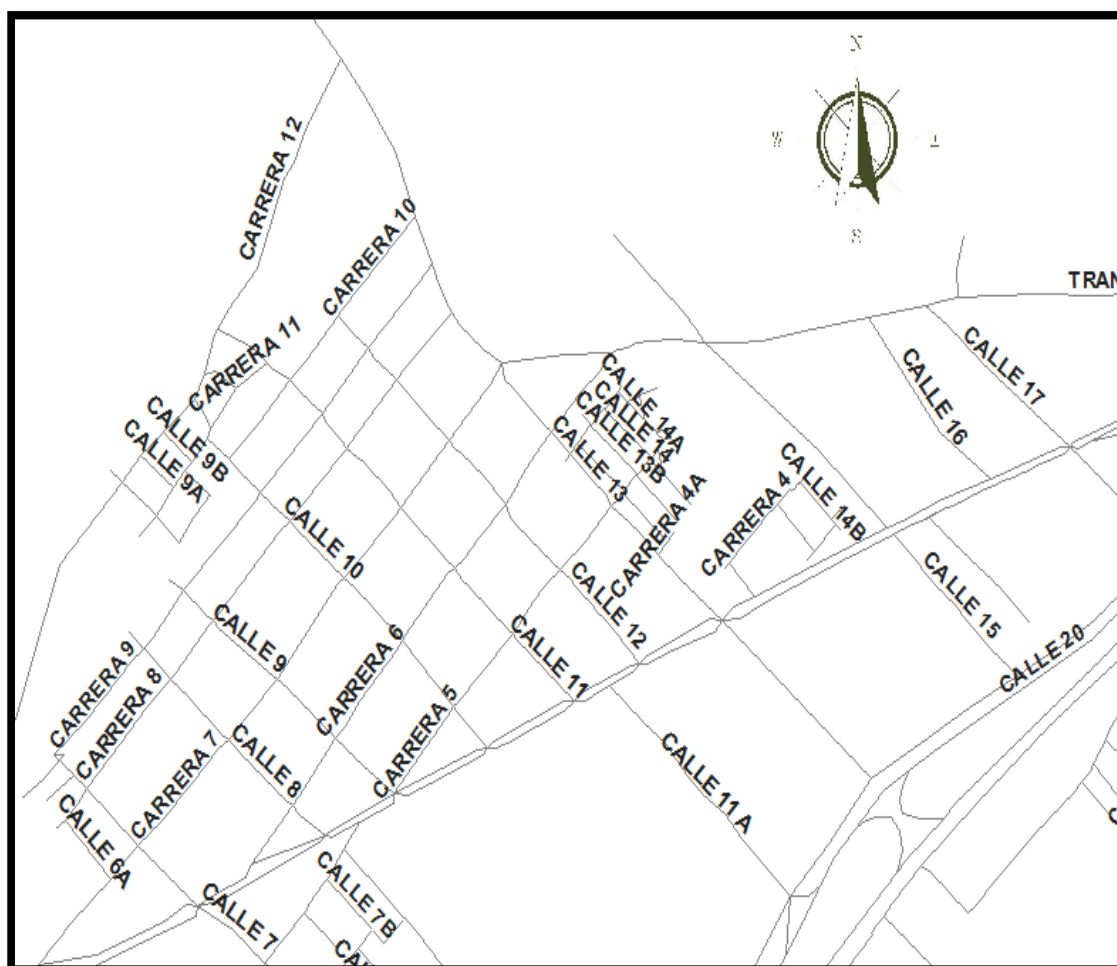 N
W
S
CARRERA 12
CARRERA 10
TRAN
CARRERA 11
CALLE 17
CALLE 16
CALLE 14A
CALLE 14
CALLE 13B
CALLE 13
CALLE 9B
CALLE 9A
CARRERA 4A
CARRERA 4
CALLE 14B
CALLE 10
CALLE 12
CALLE 15
CALLE 20
CALLE 9
CARRERA 6
CALLE 11
CARRERA 9
CARRERA 8
CARRERA 7
CALLE 8
CARRERA 5
CALLE 11 A
CALLE 6A
CALLE 7
CALLE 7B